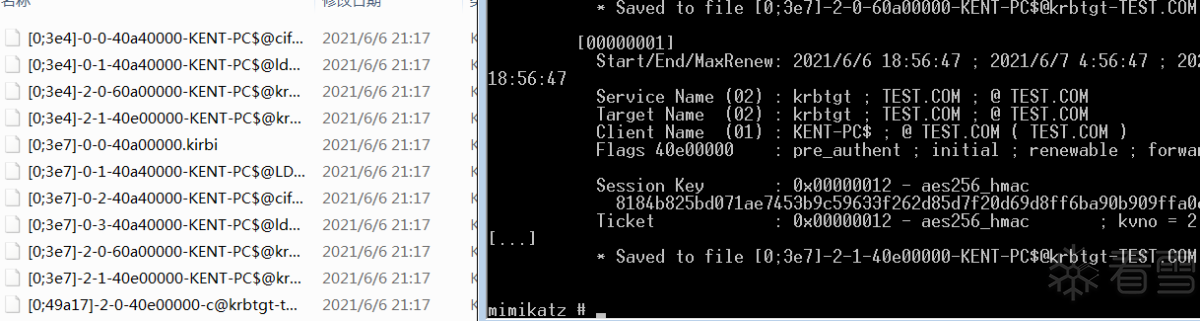 名称 修改日期
[0;3e4]-0-0-40a40000-KENT-PC$@cif... 2021/6/6 21:17 K
[0;3e4]-0-1-40a40000-KENT-PC$@ld... 2021/6/6 21:17 K
[0;3e4]-2-0-60a00000-KENT-PC$@kr... 2021/6/6 21:17 K
[0;3e4]-2-1-40e00000-KENT-PC$@kr... 2021/6/6 21:17 K
[0;3e7]-0-0-40a00000.kirbi 2021/6/6 21:17 K
[0;3e7]-0-1-40a40000-KENT-PC$@LD... 2021/6/6 21:17 K
[0;3e7]-0-2-40a40000-KENT-PC$@cif... 2021/6/6 21:17 K
[0;3e7]-0-3-40a40000-KENT-PC$@ld... 2021/6/6 21:17 K
[0;3e7]-2-0-60a00000-KENT-PC$@kr... 2021/6/6 21:17 K
[0;3e7]-2-1-40e00000-KENT-PC$@kr... 2021/6/6 21:17 K
[0;49a17]-2-0-40e00000-c@krbtgt-t... 2021/6/6 21:17 K
* Saved to file [0;3e7]-2-0-60a00000-KENT-PC$@krbtgt-TEST.COM
[00000001]
Start/End/MaxRenew: 2021/6/6 18:56:47 ; 2021/6/7 4:56:47 ; 202
18:56:47
Service Name (02) : krbtgt ; TEST.COM ; @ TEST.COM
Target Name (02) : krbtgt ; TEST.COM ; @ TEST.COM
Client Name (01) : KENT-PC$ ; @ TEST.COM ( TEST.COM )
Flags 40e00000 : pre_authent ; initial ; renewable ; forwar
Session Key : 0x00000012 - aes256_hmac
8184b825bd071ae7453b9c59633f262d85d7f20d69d8ff6ba90b909ffa0
Ticket : 0x00000012 - aes256_hmac ; kvno = 2
[...]
* Saved to file [0;3e7]-2-1-40e00000-KENT-PC$@krbtgt-TEST.COM
看雪
mimikatz #